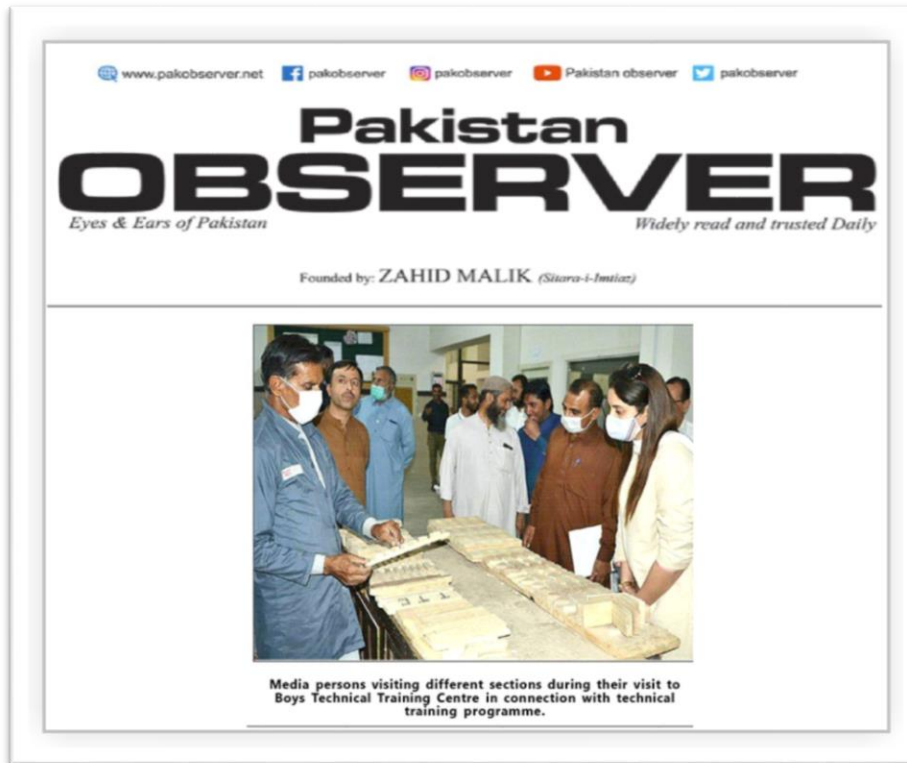 www.pakobserver.net pakobserver pakobserver Pakistan observer pakobserver
Pakistan
OBSERVER
Eyes & Ears of Pakistan Widely read and trusted Daily
Founded by: ZAHID MALIK (Sitara-i-Imtiaz)
Media persons visiting different sections during their visit to
Boys Technical Training Centre in connection with technical
training programme.